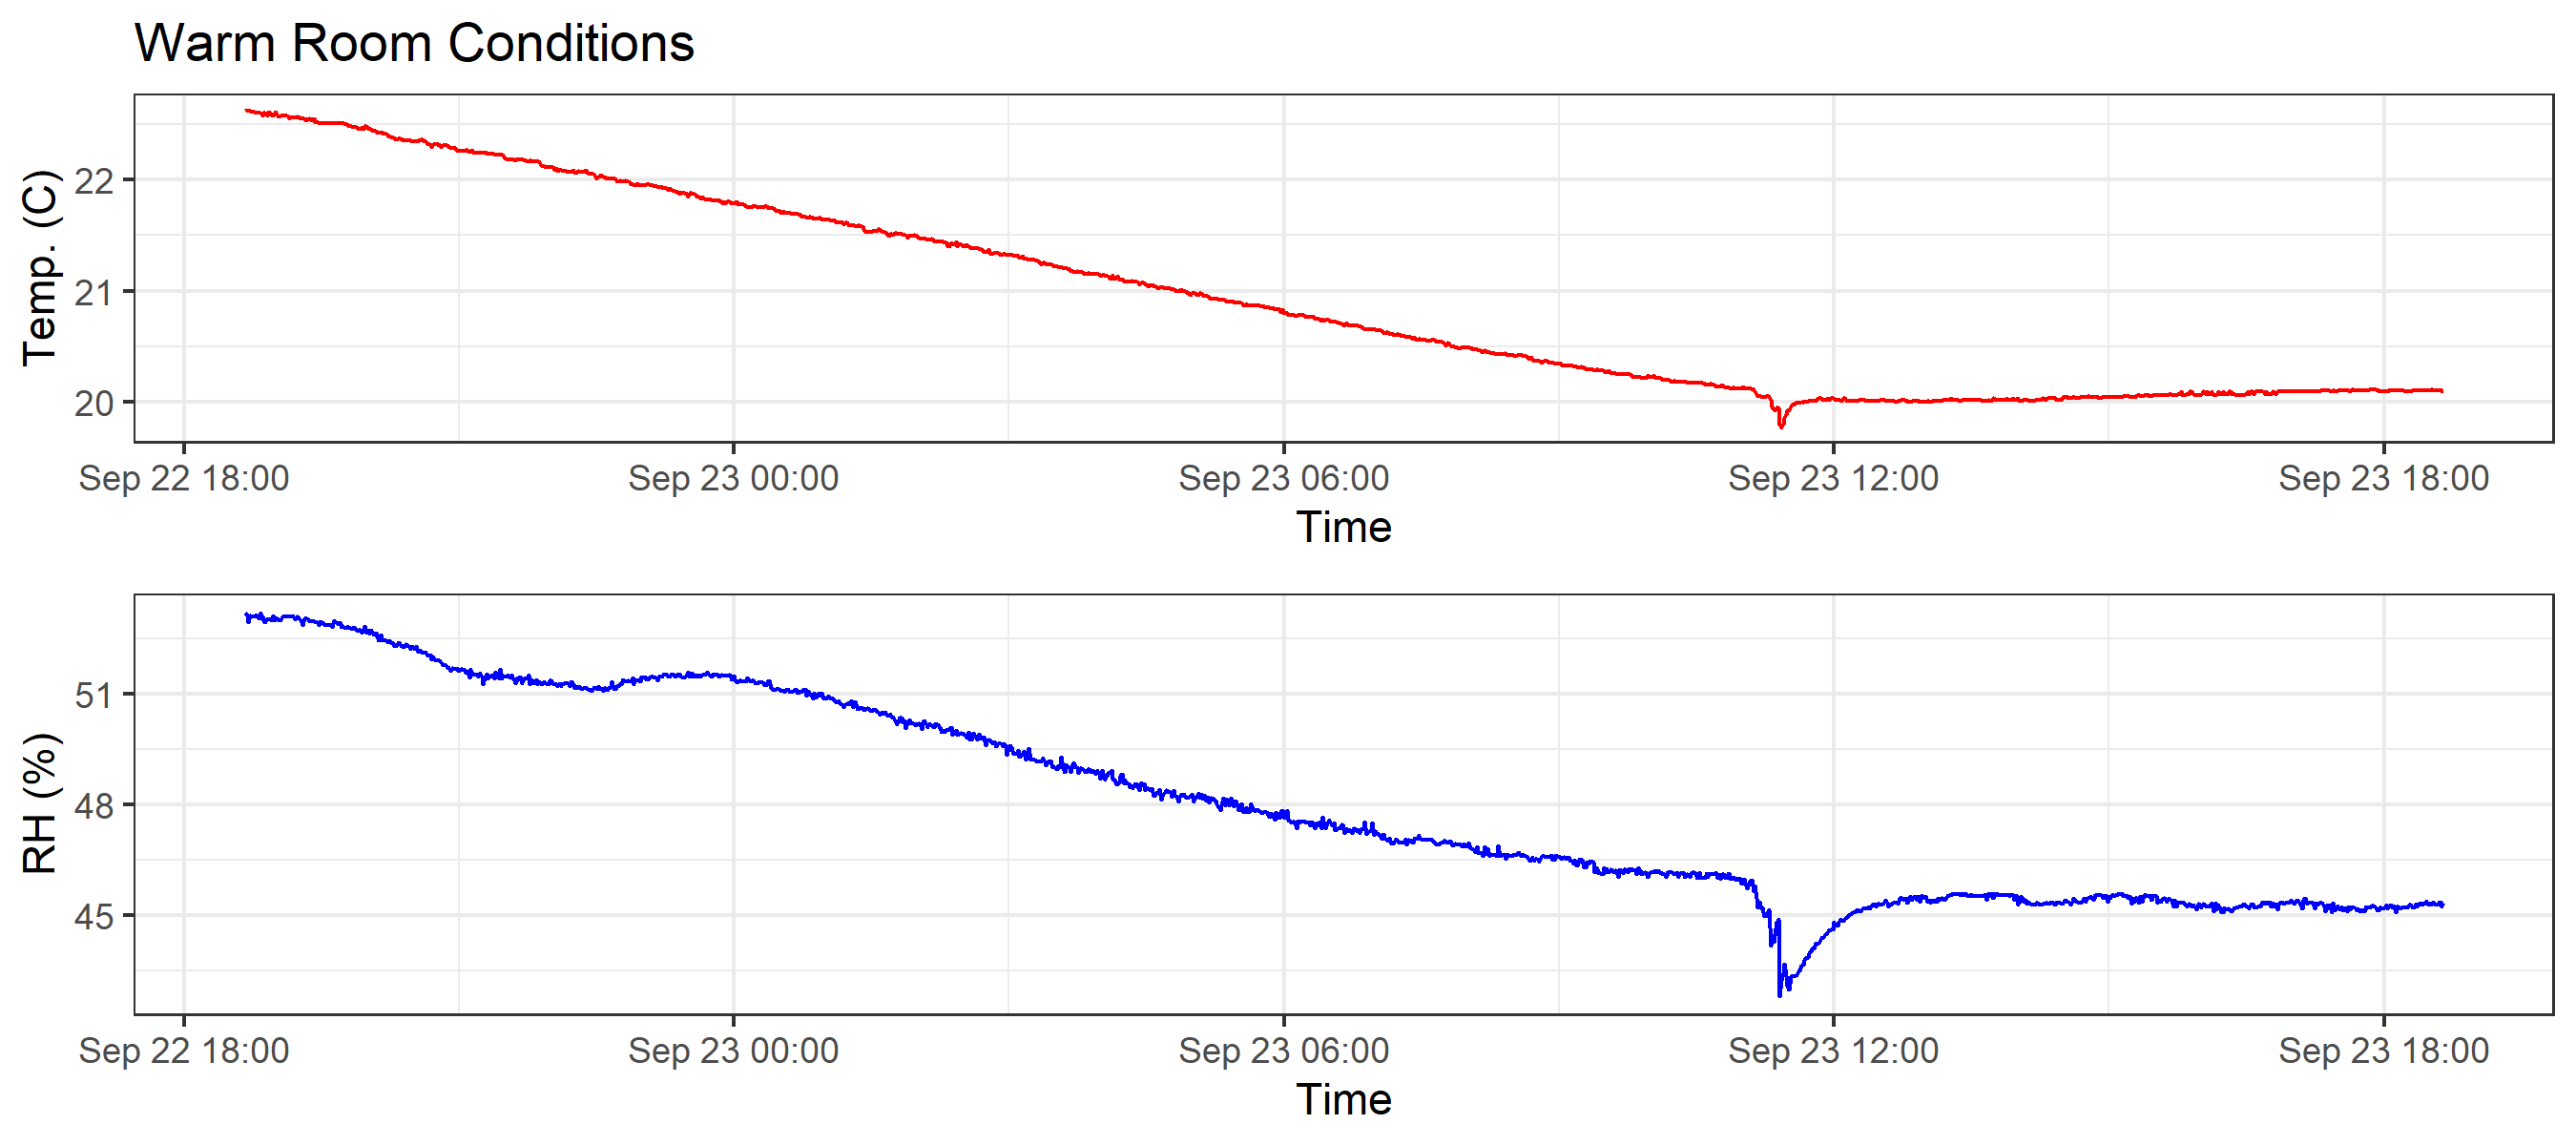 Warm Room Conditions
Temp. (C)
22
21
20
Sep 22 18:00 Sep 23 00:00 Sep 23 06:00 Sep 23 12:00 Sep 23 18:00
Time
RH (%)
51
48
45
Sep 22 18:00 Sep 23 00:00 Sep 23 06:00 Sep 23 12:00 Sep 23 18:00
Time